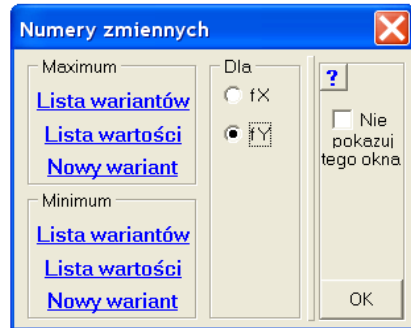 Numery zmiennych
Maximum
Lista wariantów
Lista wartości
Nowy wariant
Minimum
Lista wariantów
Lista wartości
Nowy wariant
Dla
fX
fY
?
Nie
pokazuj
tego okna
OK